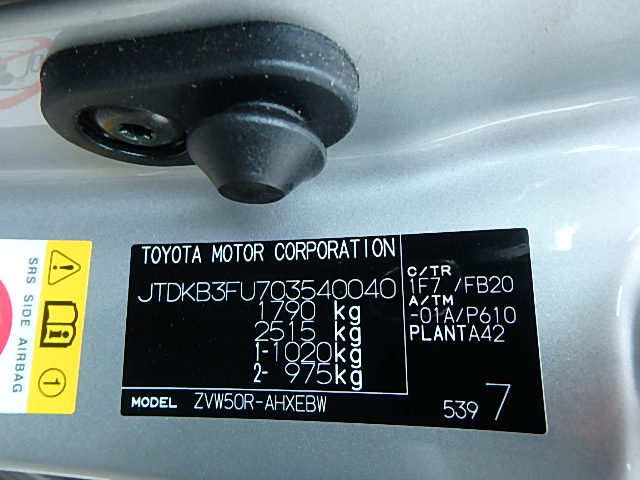 TOYOTA MOTOR CORPORATION
JTDKB3FU703540040
1790 kg
2515 kg
1-1020kg
2- 975kg
C/TR
1F7 /FB20
A/TM
-01A/P610
PLANTA42
MODEL ZVW50R-AHXEBW
539 7
SRS SIDE AIRBAG
1